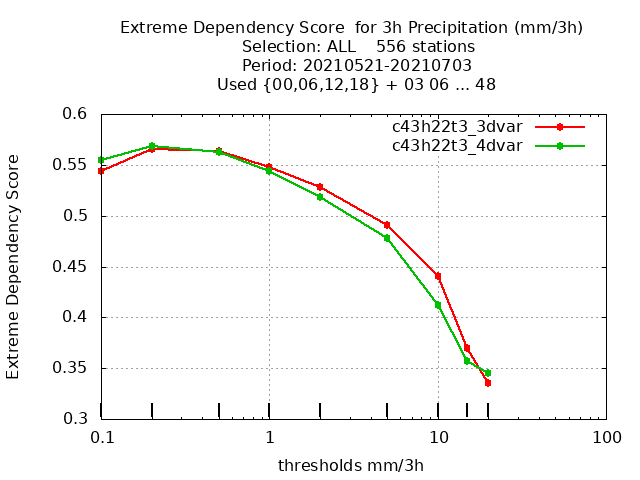 Extreme Dependency Score  for 3h Precipitation (mm/3h)
Selection: ALL    556 stations
Period: 20210521-20210703
Used {00,06,12,18} + 03 06 ... 48
c43h22t3_3dvar
c43h22t3_4dvar
Extreme Dependency Score
0.6
0.55
0.5
0.45
0.4
0.35
0.3
0.1 1 10 100
thresholds mm/3h